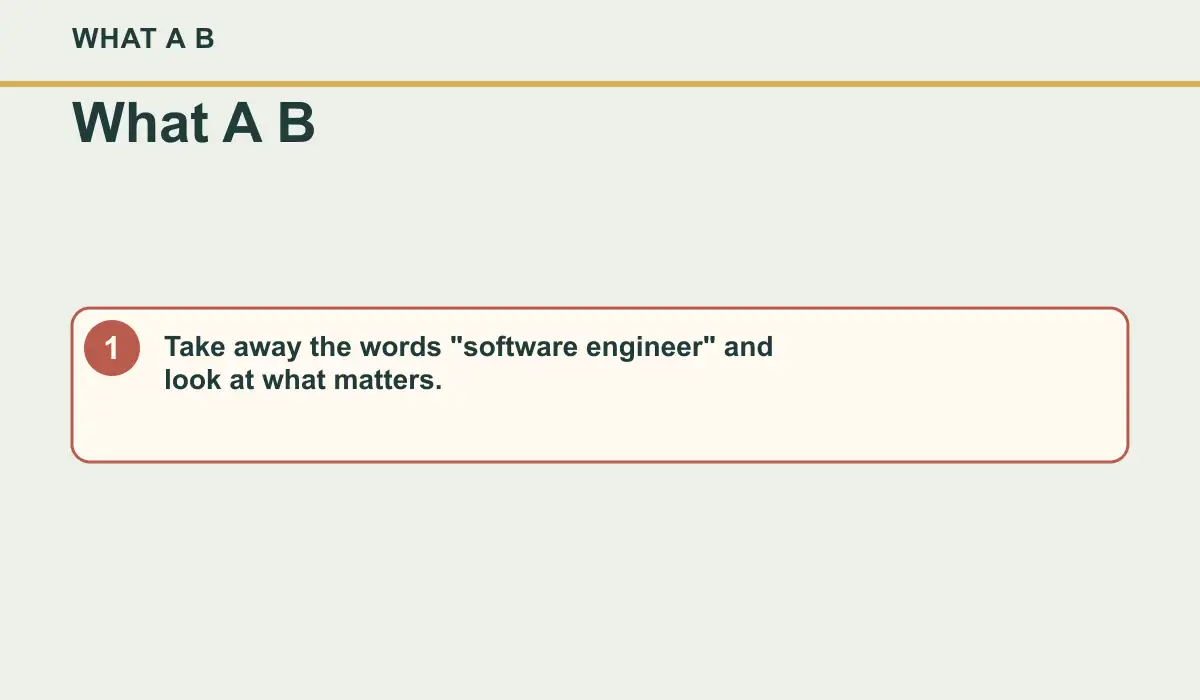 WHAT A B
What A B
1
Take away the words "software engineer" and
look at what matters.